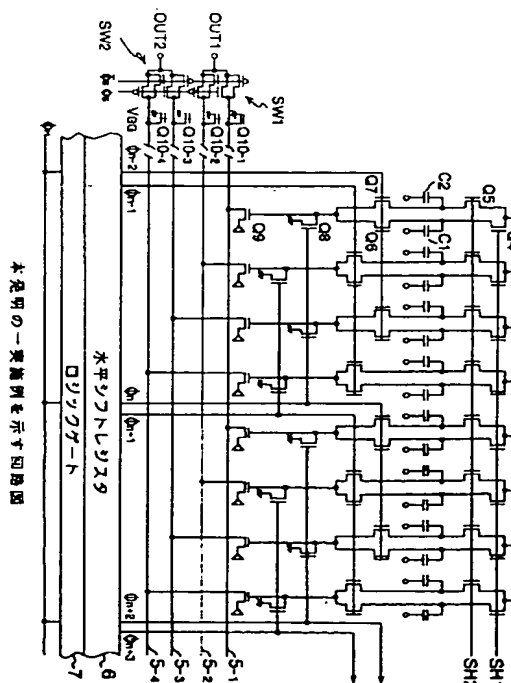 OUT1
OUT2
SW1
SW2
VGG
Q10-1
Q10-2
Q10-3
Q10-4
Q5
C2
C1
Q7
Q6
Q8
Q9
SH
SH
φn-2
φn-1
φn
φn+1
φn+2
φn+3
5-1
5-2
5-3
5-4
水平シフトレジスタ
6
ロジックゲート
7
本発明の一実施例を示す回路図